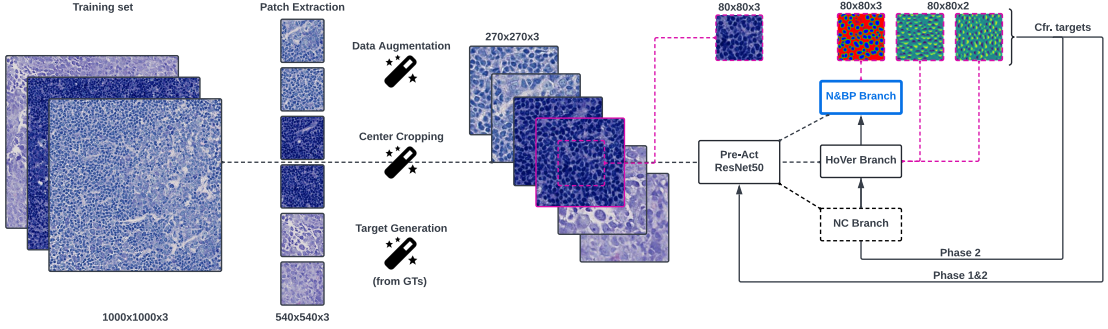 Training set
Patch Extraction
80x80x3
80x80x3
80x80x2
Data Augmentation
270x270x3
Cfr. targets
N&BP Branch
Center Cropping
Pre-Act
ResNet50
HoVer Branch
NC Branch
Target Generation
(from GTs)
Phase 2
Phase 1&2
1000x1000x3
540x540x3